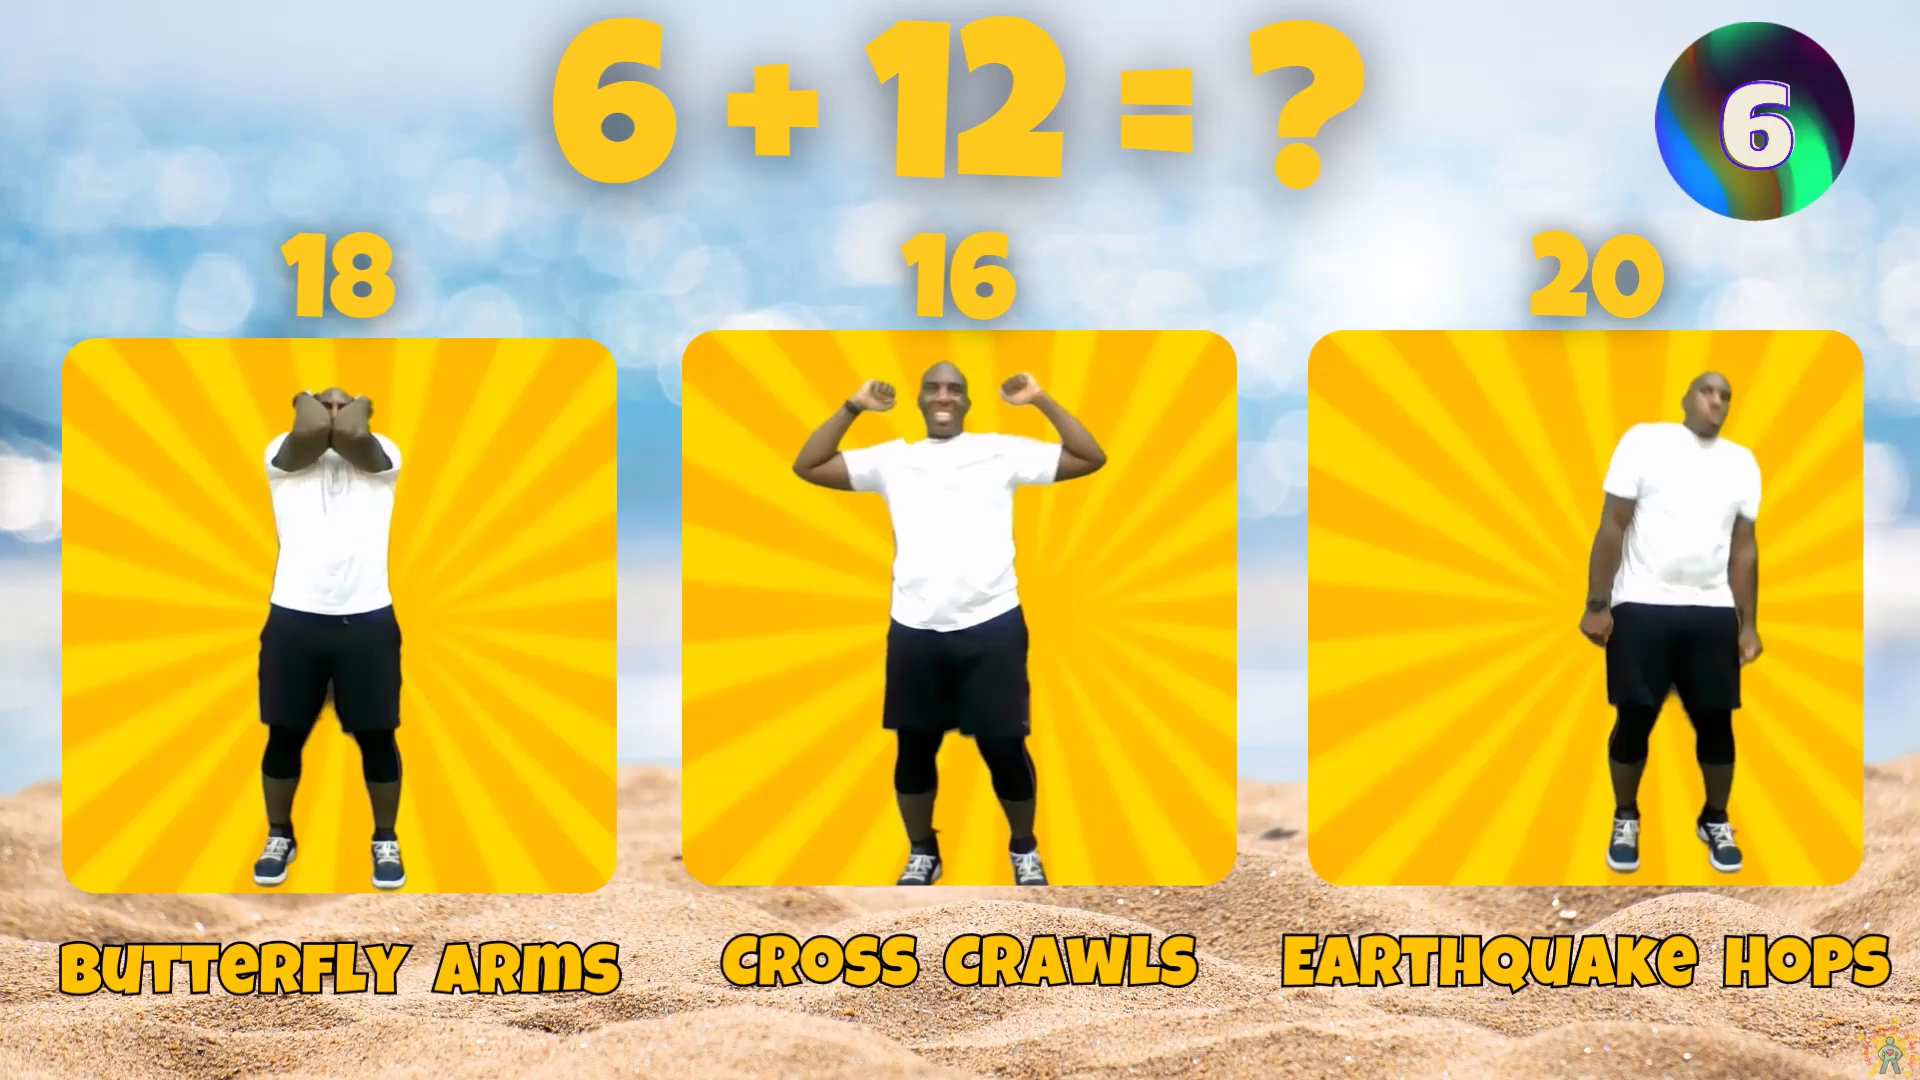 6 + 12 = ?
6
18
16
20
BUTTERFLY ARMS
CROSS CRAWLS
EARTHQUAKE HOPS